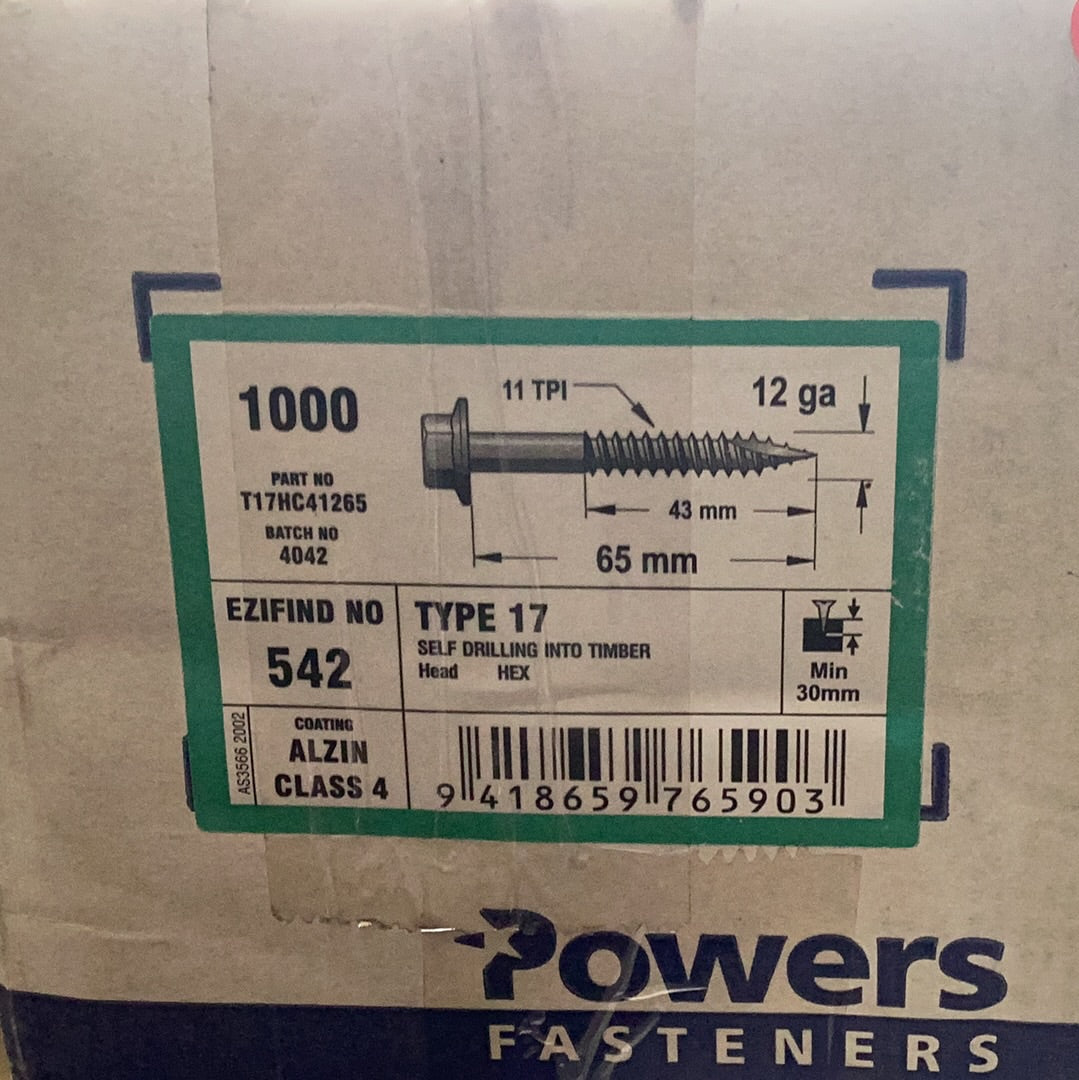 1000
PART NO
T17HC41265
BATCH NO
4042
11 TPI
12 ga
43 mm
65 mm
EZIFIND NO
542
TYPE 17
SELF DRILLING INTO TIMBER
Head HEX
Min
30mm
AS3566 2002
COATING
ALZIN
CLASS 4
9 418659 765903
Powers
FASTENERS